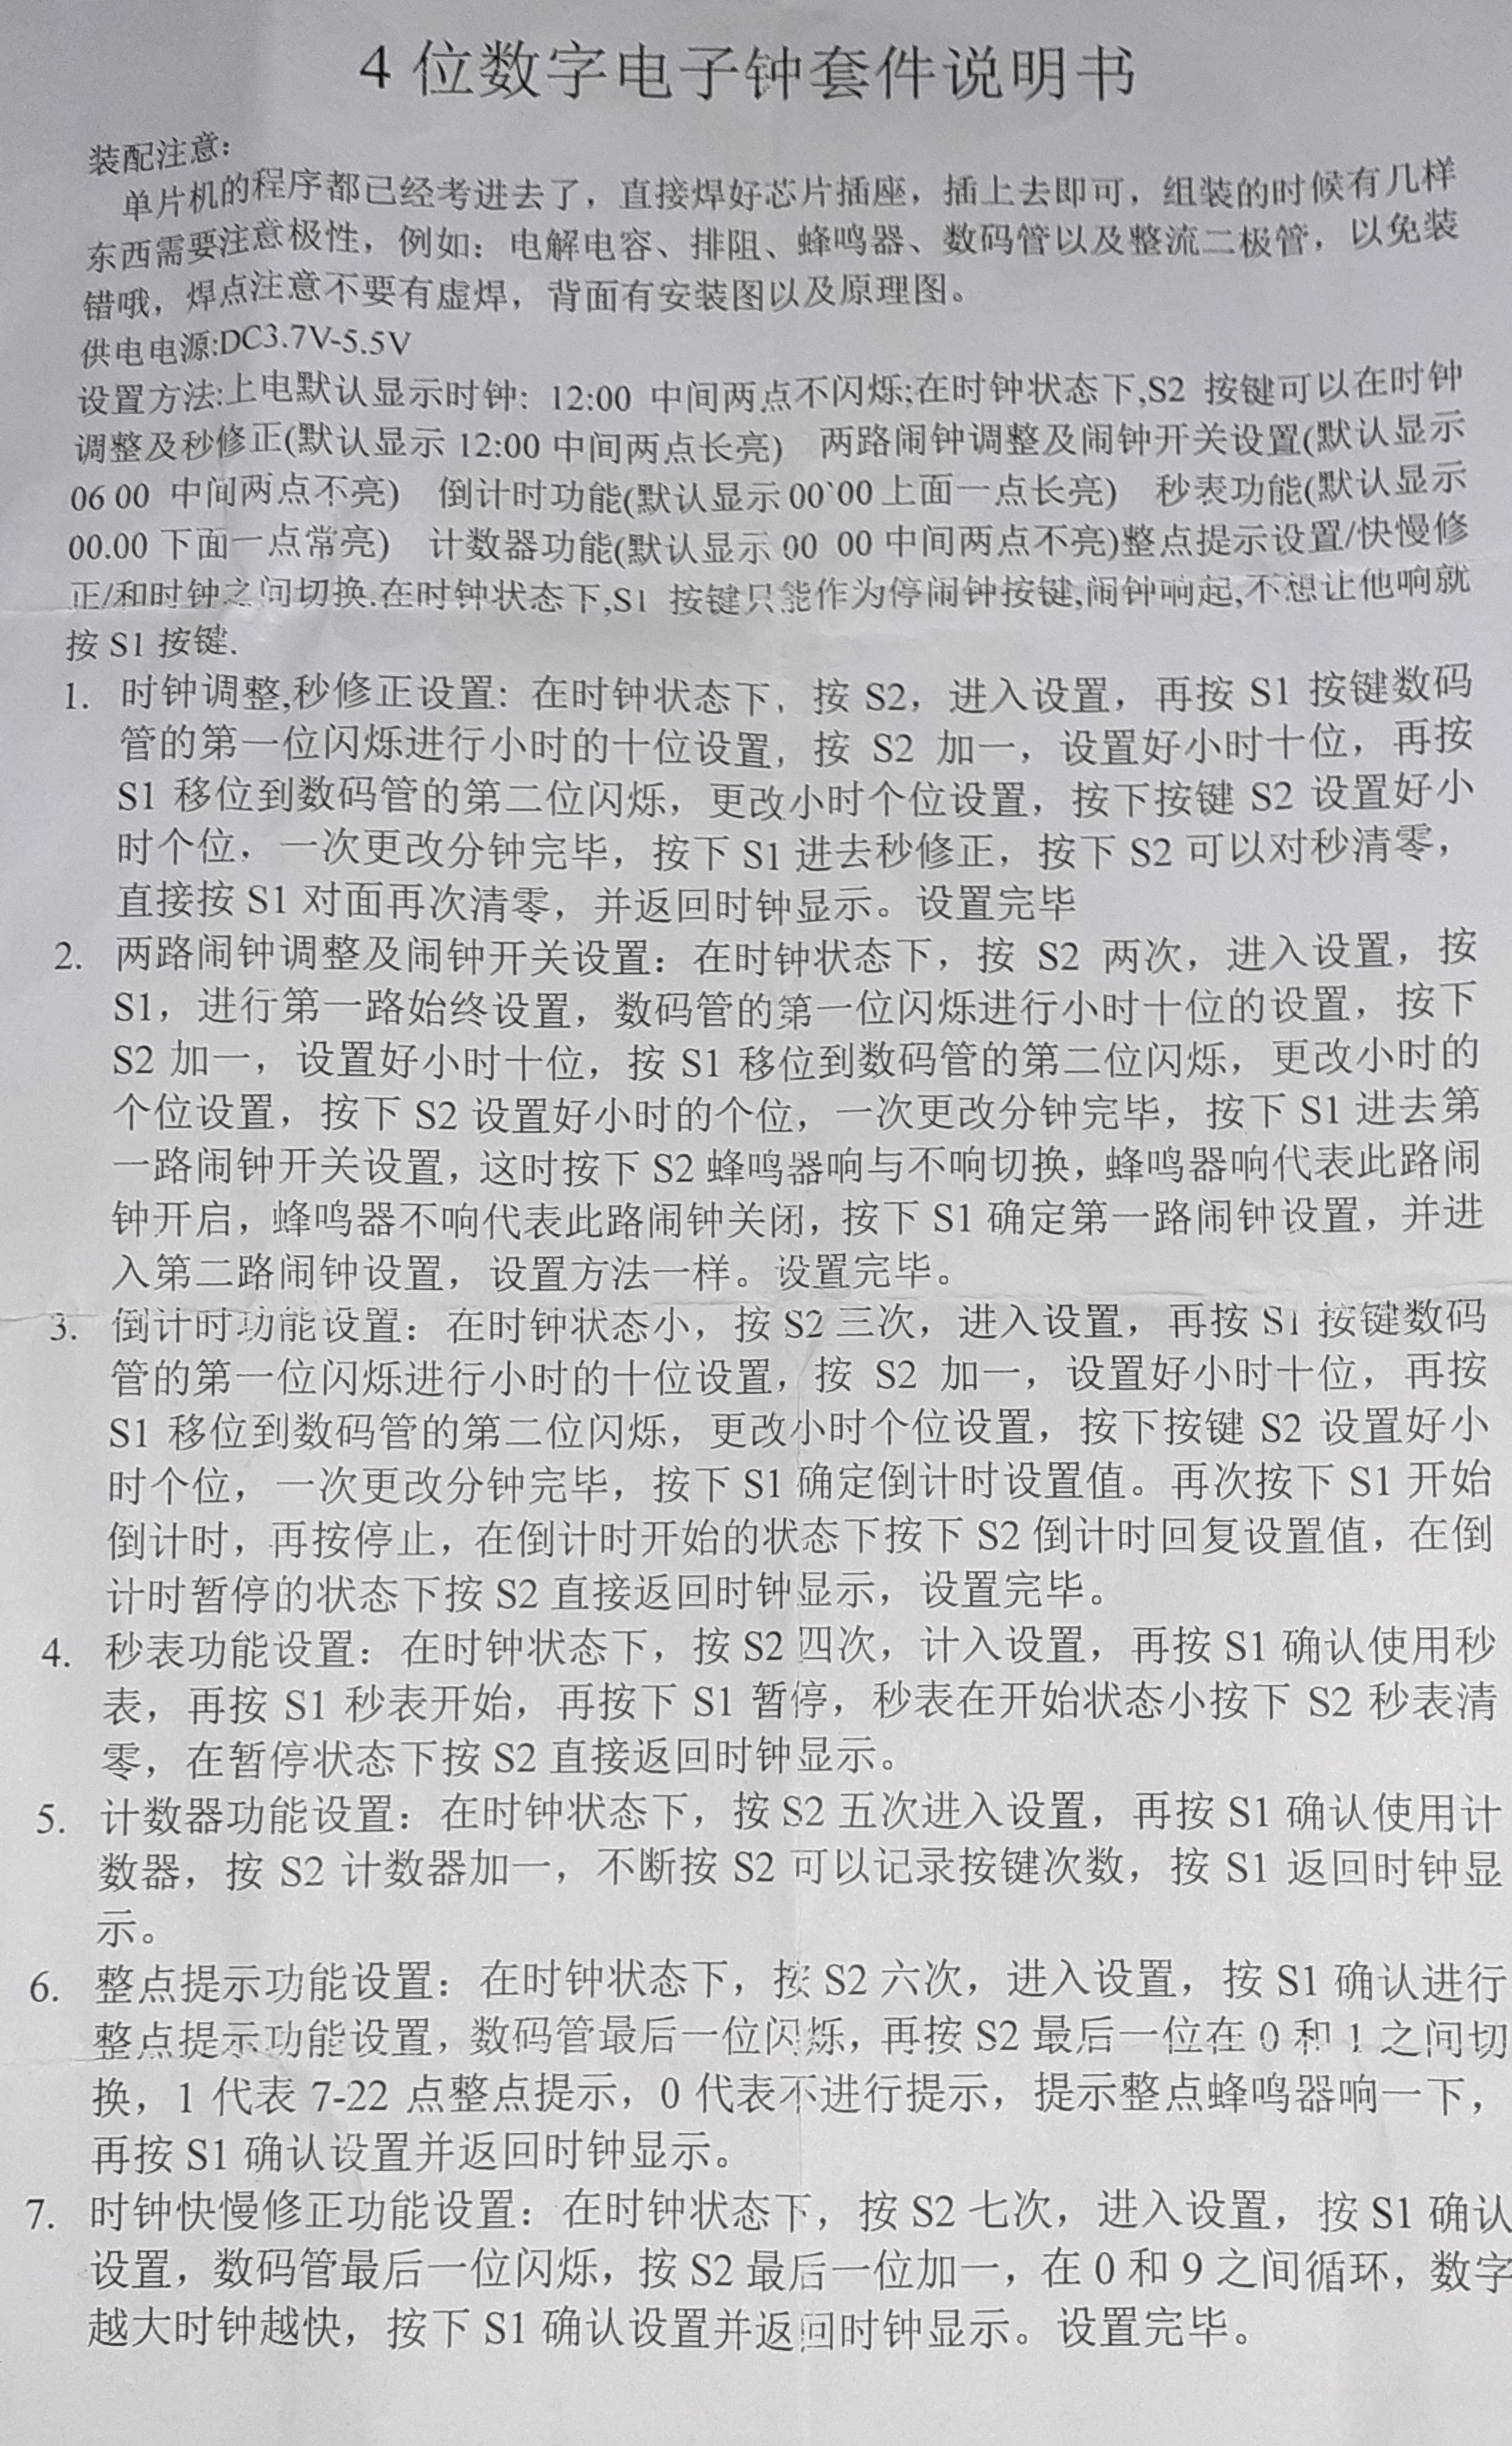 4 位数字电子钟套件说明书
装配注意:
单片机的程序都已经考进去了，直接焊好芯片插座，插上去即可，组装的时候有几样
东西需要注意极性，例如：电解电容、排阻、蜂鸣器、数码管以及整流二极管，以免装
错哦，焊点注意不要有虚焊，背面有安装图以及原理图。
供电电源:DC3.7V-5.5V
设置方法:上电默认显示时钟: 12:00 中间两点不闪烁;在时钟状态下,S2 按键可以在时钟
调整及秒修正(默认显示 12:00 中间两点长亮) 两路闹钟调整及闹钟开关设置(默认显示
06 00 中间两点不亮) 倒计时功能(默认显示 00'00 上面一点长亮) 秒表功能(默认显示
00.00 下面一点常亮) 计数器功能(默认显示 00 00 中间两点不亮)整点提示设置/快慢修
正/和时钟之间切换.在时钟状态下,S1 按键只能作为停闹钟按键,闹钟响起,不想让他响就
按 S1 按键.
1. 时钟调整,秒修正设置：在时钟状态下，按 S2，进入设置，再按 S1 按键数码
管的第一位闪烁进行小时的十位设置，按 S2 加一，设置好小时十位，再按
S1 移位到数码管的第二位闪烁，更改小时个位设置，按下按键 S2 设置好小
时个位，一次更改分钟完毕，按下 S1 进去秒修正，按下 S2 可以对秒清零，
直接按 S1 对面再次清零，并返回时钟显示。设置完毕
2. 两路闹钟调整及闹钟开关设置：在时钟状态下，按 S2 两次，进入设置，按
S1，进行第一路始终设置，数码管的第一位闪烁进行小时十位的设置，按下
S2 加一，设置好小时十位，按 S1 移位到数码管的第二位闪烁，更改小时的
个位设置，按下 S2 设置好小时的个位，一次更改分钟完毕，按下 S1 进去第
一路闹钟开关设置，这时按下 S2 蜂鸣器响与不响切换，蜂鸣器响代表此路闹
钟开启，蜂鸣器不响代表此路闹钟关闭，按下 S1 确定第一路闹钟设置，并进
入第二路闹钟设置，设置方法一样。设置完毕。
3. 倒计时功能设置：在时钟状态小，按 S2 三次，进入设置，再按 S1 按键数码
管的第一位闪烁进行小时的十位设置，按 S2 加一，设置好小时十位，再按
S1 移位到数码管的第二位闪烁，更改小时个位设置，按下按键 S2 设置好小
时个位，一次更改分钟完毕，按下 S1 确定倒计时设置值。再次按下 S1 开始
倒计时，再按停止，在倒计时开始的状态下按下 S2 倒计时回复设置值，在倒
计时暂停的状态下按 S2 直接返回时钟显示，设置完毕。
4. 秒表功能设置：在时钟状态下，按 S2 四次，计入设置，再按 S1 确认使用秒
表，再按 S1 秒表开始，再按下 S1 暂停，秒表在开始状态小按下 S2 秒表清
零，在暂停状态下按 S2 直接返回时钟显示。
5. 计数器功能设置：在时钟状态下，按 S2 五次进入设置，再按 S1 确认使用计
数器，按 S2 计数器加一，不断按 S2 可以记录按键次数，按 S1 返回时钟显
示。
6. 整点提示功能设置：在时钟状态下，按 S2 六次，进入设置，按 S1 确认进行
整点提示功能设置，数码管最后一位闪烁，再按 S2 最后一位在 0 和 1 之间切
换，1 代表 7-22 点整点提示，0 代表不进行提示，提示整点蜂鸣器响一下，
再按 S1 确认设置并返回时钟显示。
7. 时钟快慢修正功能设置：在时钟状态下，按 S2 七次，进入设置，按 S1 确认
设置，数码管最后一位闪烁，按 S2 最后一位加一，在 0 和 9 之间循环，数字
越大时钟越快，按下 S1 确认设置并返回时钟显示。设置完毕。